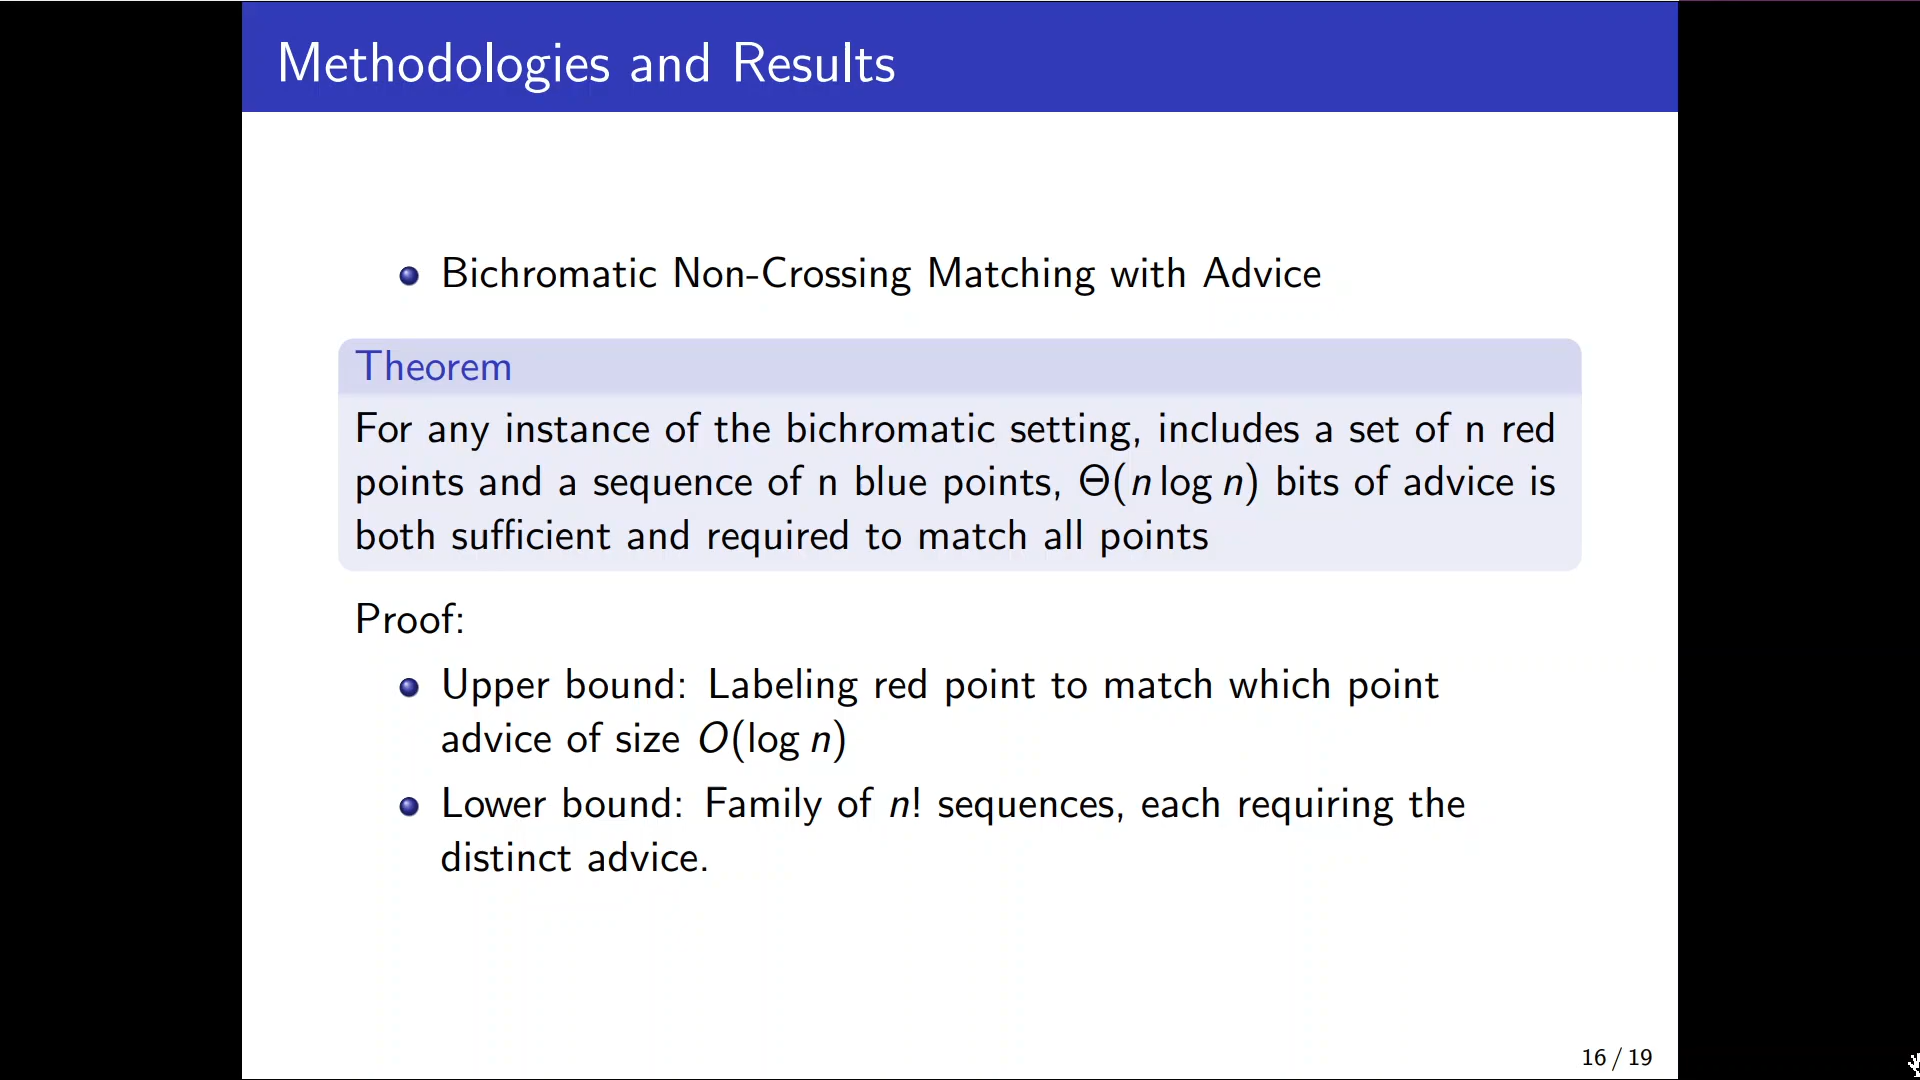 Methodologies and Results
Bichromatic Non-Crossing Matching with Advice
Theorem
For any instance of the bichromatic setting, includes a set of n red
points and a sequence of n blue points, Θ(n log n) bits of advice is
both sufficient and required to match all points
Proof:
Upper bound: Labeling red point to match which point
advice of size O(log n)
Lower bound: Family of n! sequences, each requiring the
distinct advice.
16 / 19